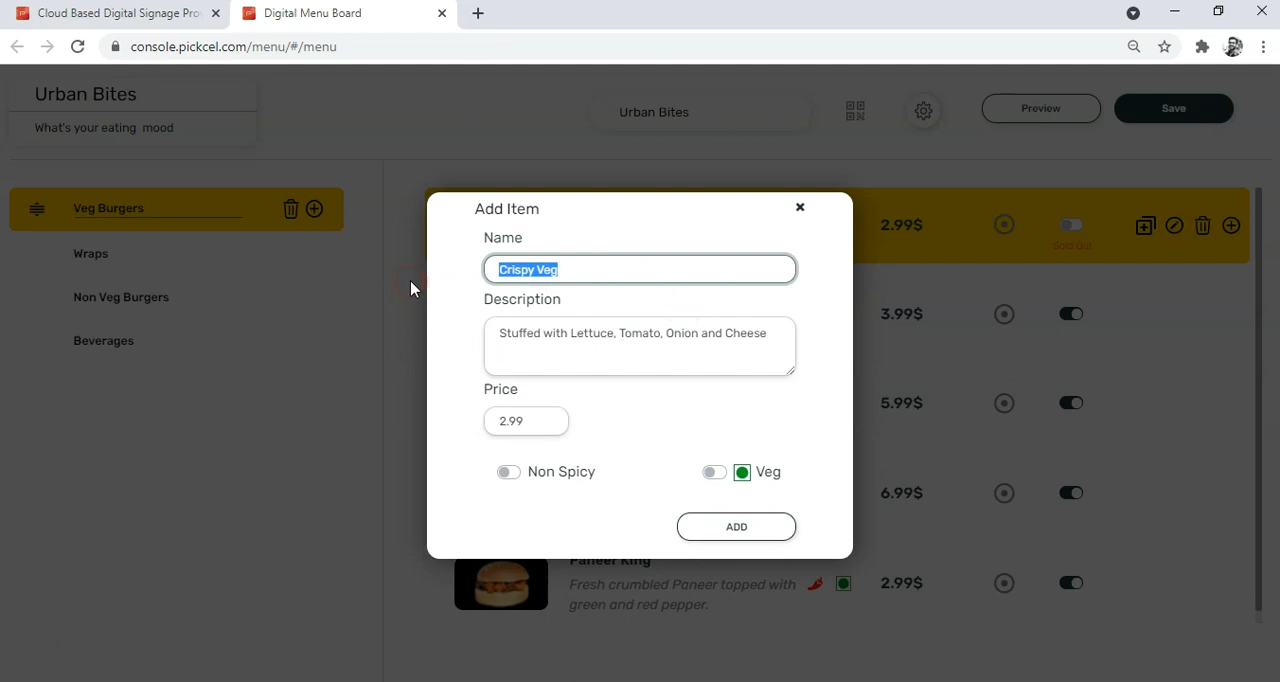 Cloud Based Digital Signage Pro
Digital Menu Board
console.pickcel.com/menu/#/menu
Urban Bites
What's your eating mood
Urban Bites
Preview
Save
Veg Burgers
Wraps
Non Veg Burgers
Beverages
2.99$
Sold Out
3.99$
5.99$
6.99$
Add Item
Name
Crispy Veg
Description
Stuffed with Lettuce, Tomato, Onion and Cheese
Price
2.99
Non Spicy
Veg
ADD
Paneer King
Fresh crumbled Paneer topped with
green and red pepper.
2.99$